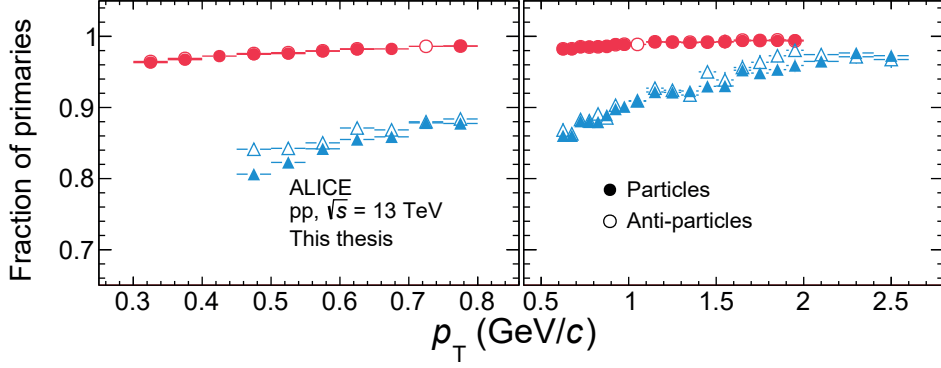 Fraction of primaries
1
0.9
0.8
0.7
ALICE
pp, √s = 13 TeV
This thesis
Particles
Anti-particles
0.3 0.4 0.5 0.6 0.7 0.8
0.5 1 1.5 2 2.5
p_T (GeV/c)